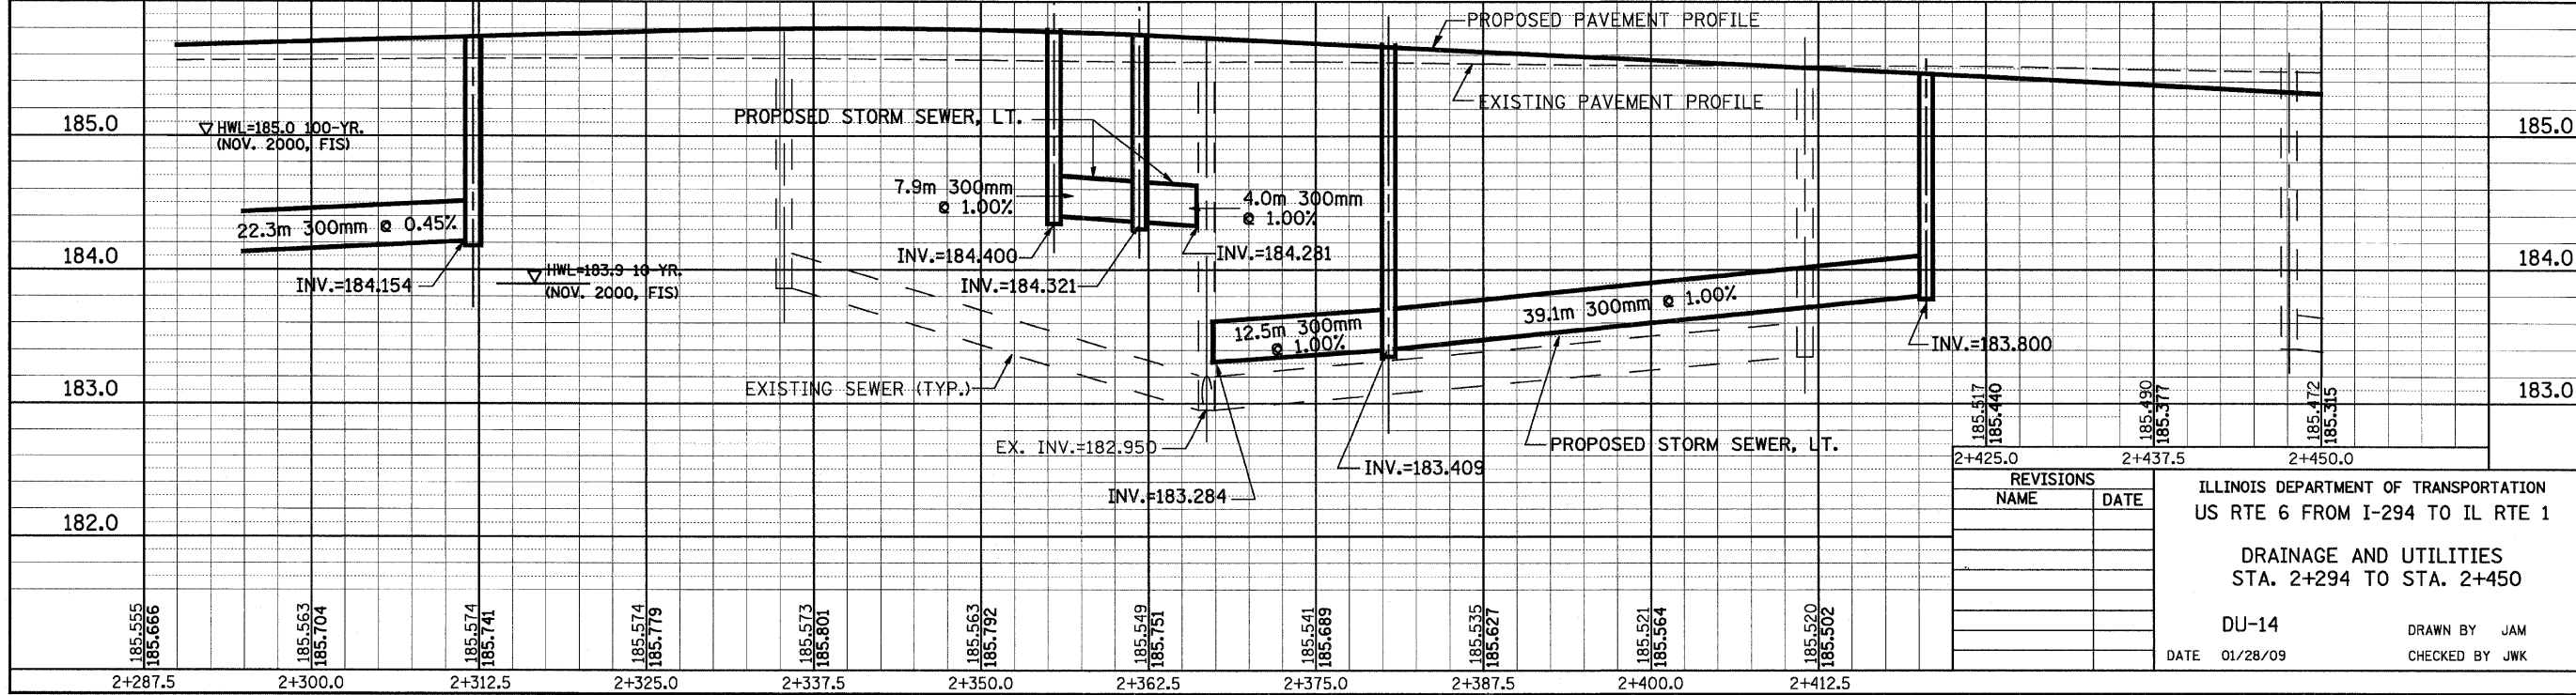 PROPOSED PAVEMENT PROFILE
EXISTING PAVEMENT PROFILE
PROPOSED STORM SEWER, LT.
185.0
HWL=185.0 100-YR.
(NOV. 2000, FIS)
185.0
7.9m 300mm
@ 1.00%
4.0m 300mm
@ 1.00%
22.3m 300mm @ 0.45%
184.0
INV.=184.400
INV.=184.281
184.0
INV.=184.154
HWL=183.9 10-YR.
(NOV. 2000, FIS)
INV.=184.321
12.5m 300mm
@ 1.00%
39.1m 300mm @ 1.00%
INV.=183.800
183.0
EXISTING SEWER (TYP.)
183.0
EX. INV.=182.950
PROPOSED STORM SEWER, LT.
INV.=183.409
INV.=183.284
182.0
185.517
185.440
185.490
185.377
185.472
185.315
2+425.0
2+437.5
2+450.0
185.555
185.666
185.563
185.704
185.574
185.741
185.574
185.779
185.573
185.801
185.563
185.792
185.549
185.751
185.541
185.689
185.535
185.627
185.521
185.564
185.520
185.502
2+287.5
2+300.0
2+312.5
2+325.0
2+337.5
2+350.0
2+362.5
2+375.0
2+387.5
2+400.0
2+412.5
REVISIONS
NAME
DATE
ILLINOIS DEPARTMENT OF TRANSPORTATION
US RTE 6 FROM I-294 TO IL RTE 1
DRAINAGE AND UTILITIES
STA. 2+294 TO STA. 2+450
DU-14
DRAWN BY JAM
DATE 01/28/09
CHECKED BY JWK